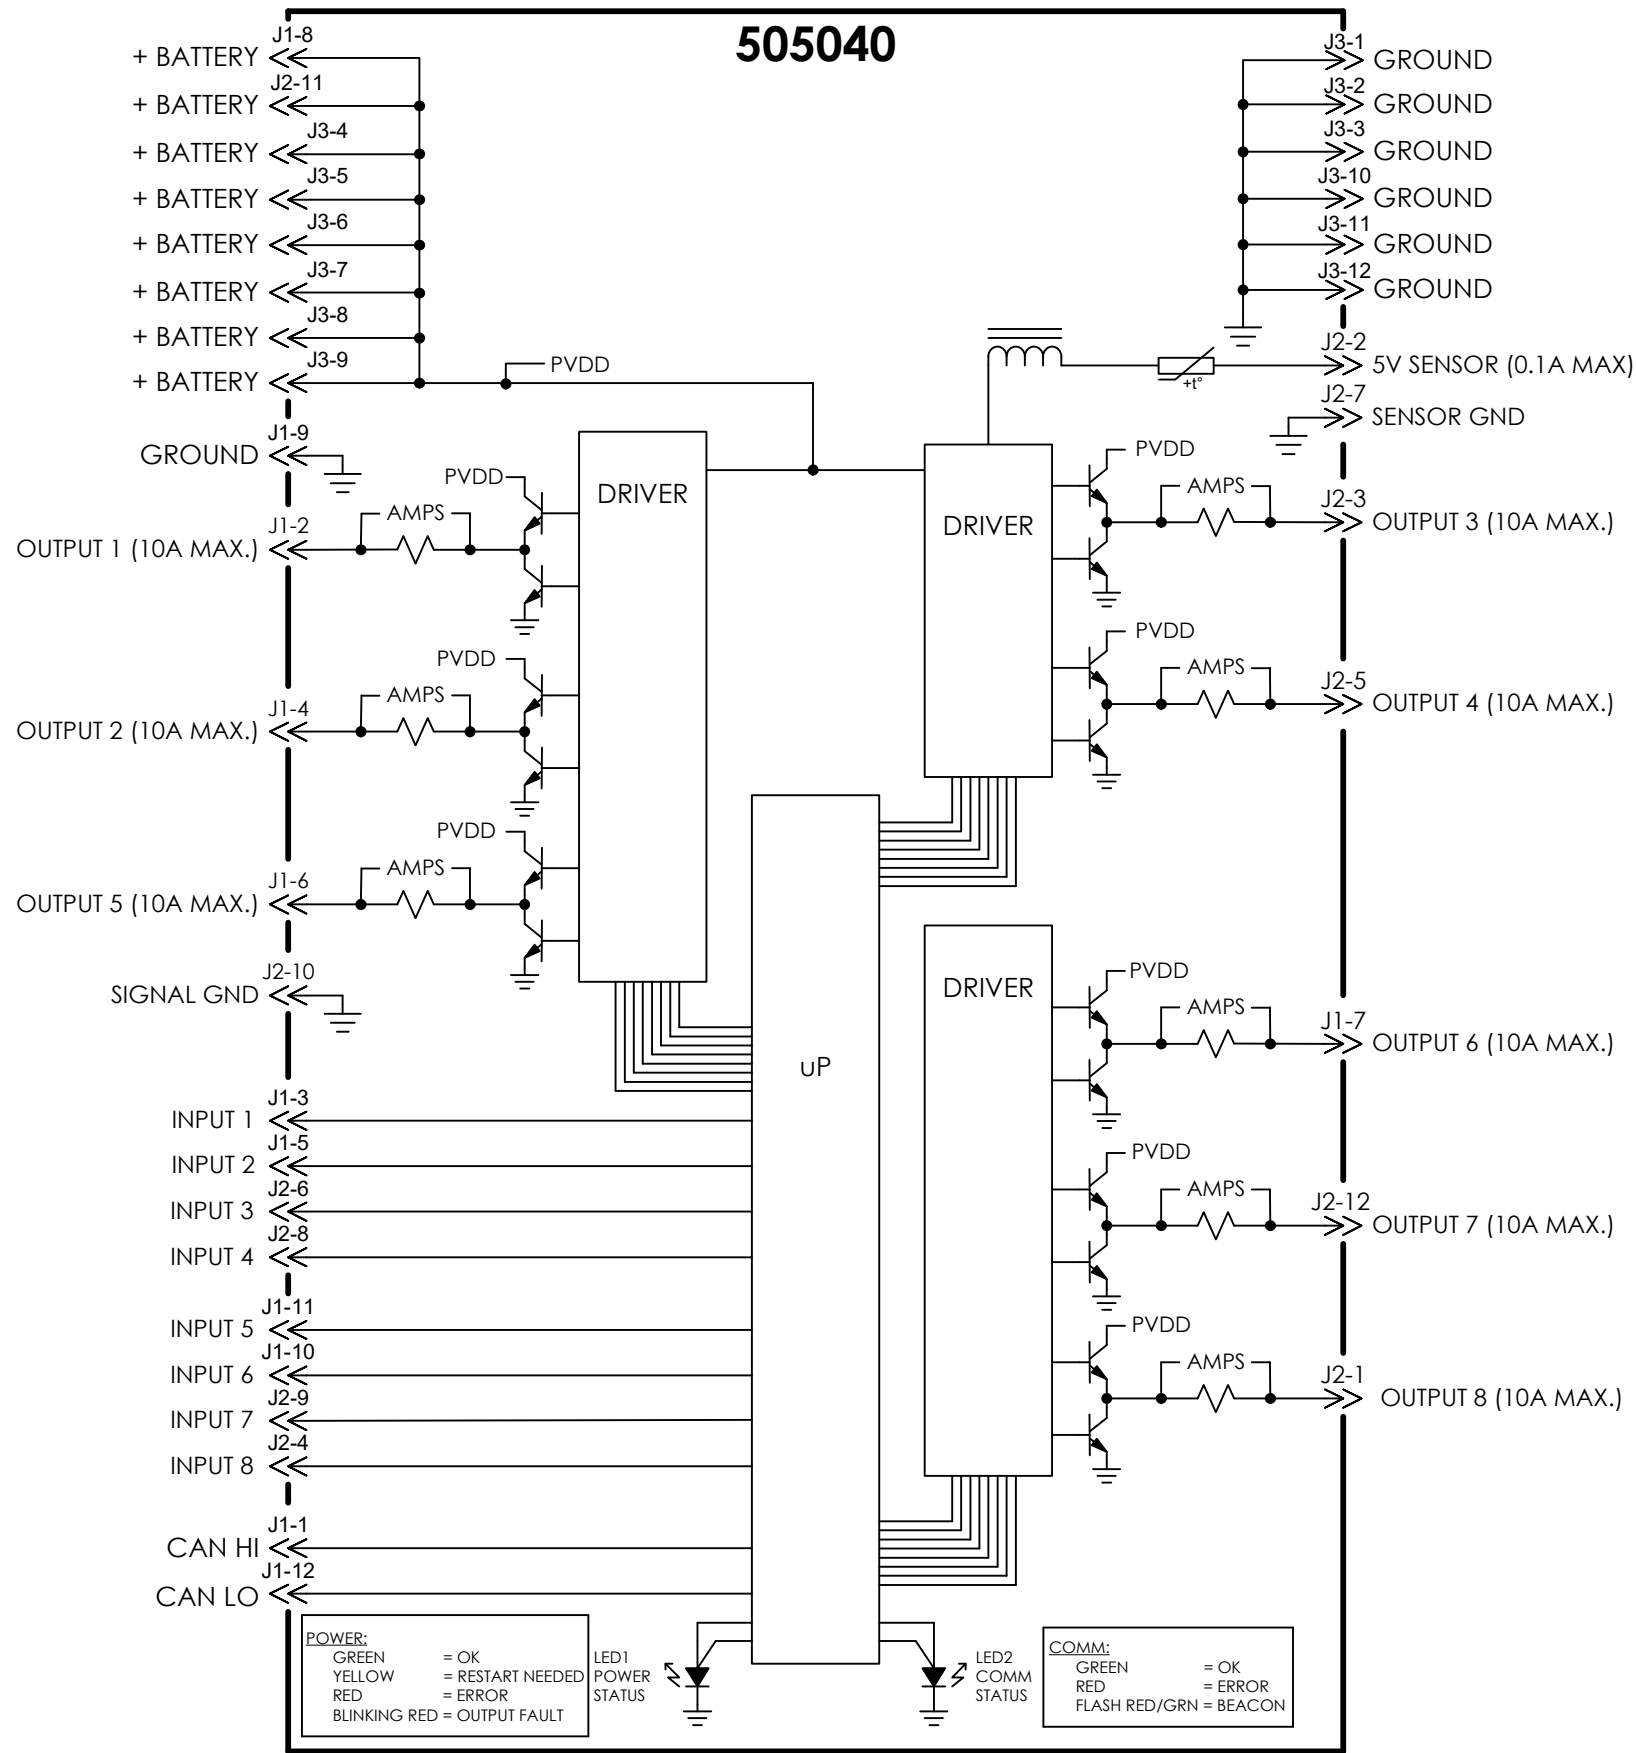 505040
J1-8
+ BATTERY
J2-11
+ BATTERY
J3-4
+ BATTERY
J3-5
+ BATTERY
J3-6
+ BATTERY
J3-7
+ BATTERY
J3-8
+ BATTERY
J3-9
+ BATTERY
PVDD
J1-9
GROUND
J1-2
OUTPUT 1 (10A MAX.)
AMPS
PVDD
J1-4
OUTPUT 2 (10A MAX.)
AMPS
PVDD
J1-6
OUTPUT 5 (10A MAX.)
AMPS
PVDD
DRIVER
J2-10
SIGNAL GND
J1-3
INPUT 1
J1-5
INPUT 2
J2-6
INPUT 3
J2-8
INPUT 4
J1-11
INPUT 5
J1-10
INPUT 6
J2-9
INPUT 7
J2-4
INPUT 8
J1-1
CAN HI
J1-12
CAN LO
uP
J3-1
GROUND
J3-2
GROUND
J3-3
GROUND
J3-10
GROUND
J3-11
GROUND
J3-12
GROUND
J2-2
5V SENSOR (0.1A MAX)
+t°
J2-7
SENSOR GND
DRIVER
PVDD
AMPS
J2-3
OUTPUT 3 (10A MAX.)
PVDD
AMPS
J2-5
OUTPUT 4 (10A MAX.)
DRIVER
PVDD
AMPS
J1-7
OUTPUT 6 (10A MAX.)
PVDD
AMPS
J2-12
OUTPUT 7 (10A MAX.)
PVDD
AMPS
J2-1
OUTPUT 8 (10A MAX.)
POWER:
GREEN = OK
YELLOW = RESTART NEEDED
RED = ERROR
BLINKING RED = OUTPUT FAULT
LED1
POWER
STATUS
LED2
COMM
STATUS
COMM:
GREEN = OK
RED = ERROR
FLASH RED/GRN = BEACON